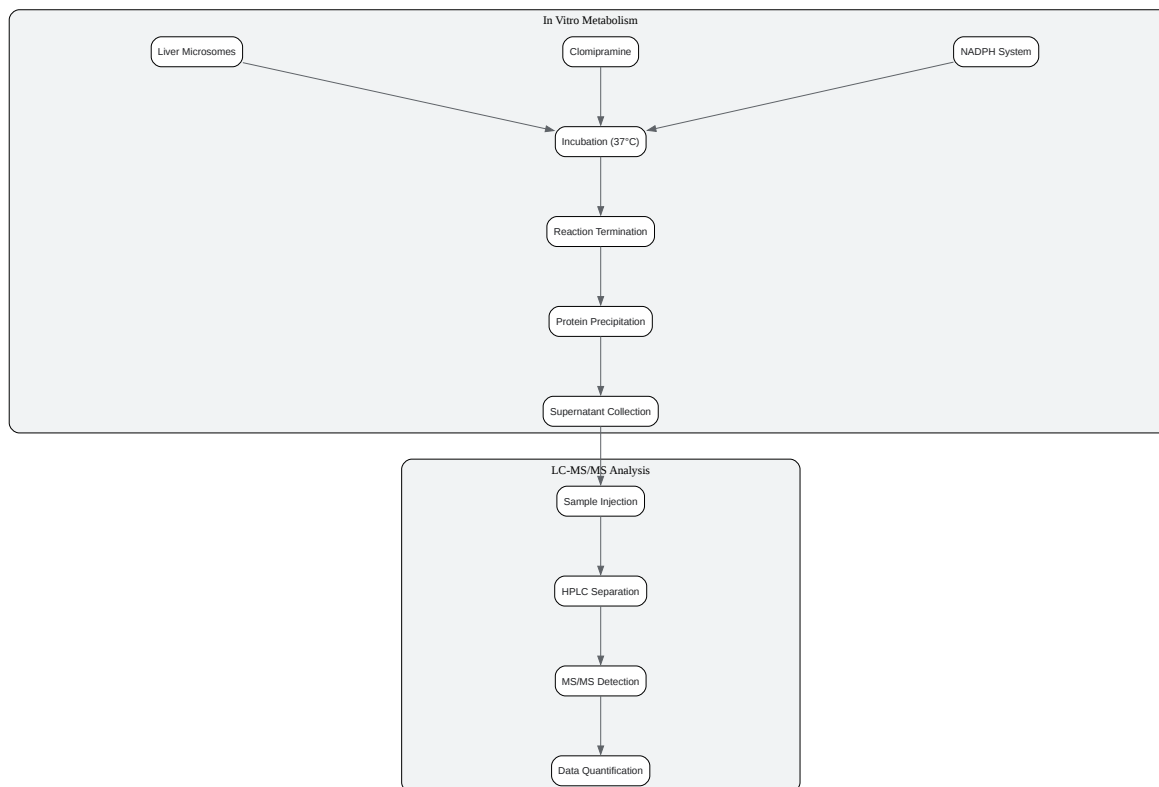 In Vitro Metabolism
Liver Microsomes
Clomipramine
NADPH System
Incubation (37°C)
Reaction Termination
Protein Precipitation
Supernatant Collection
LC-MS/MS Analysis
Sample Injection
HPLC Separation
MS/MS Detection
Data Quantification